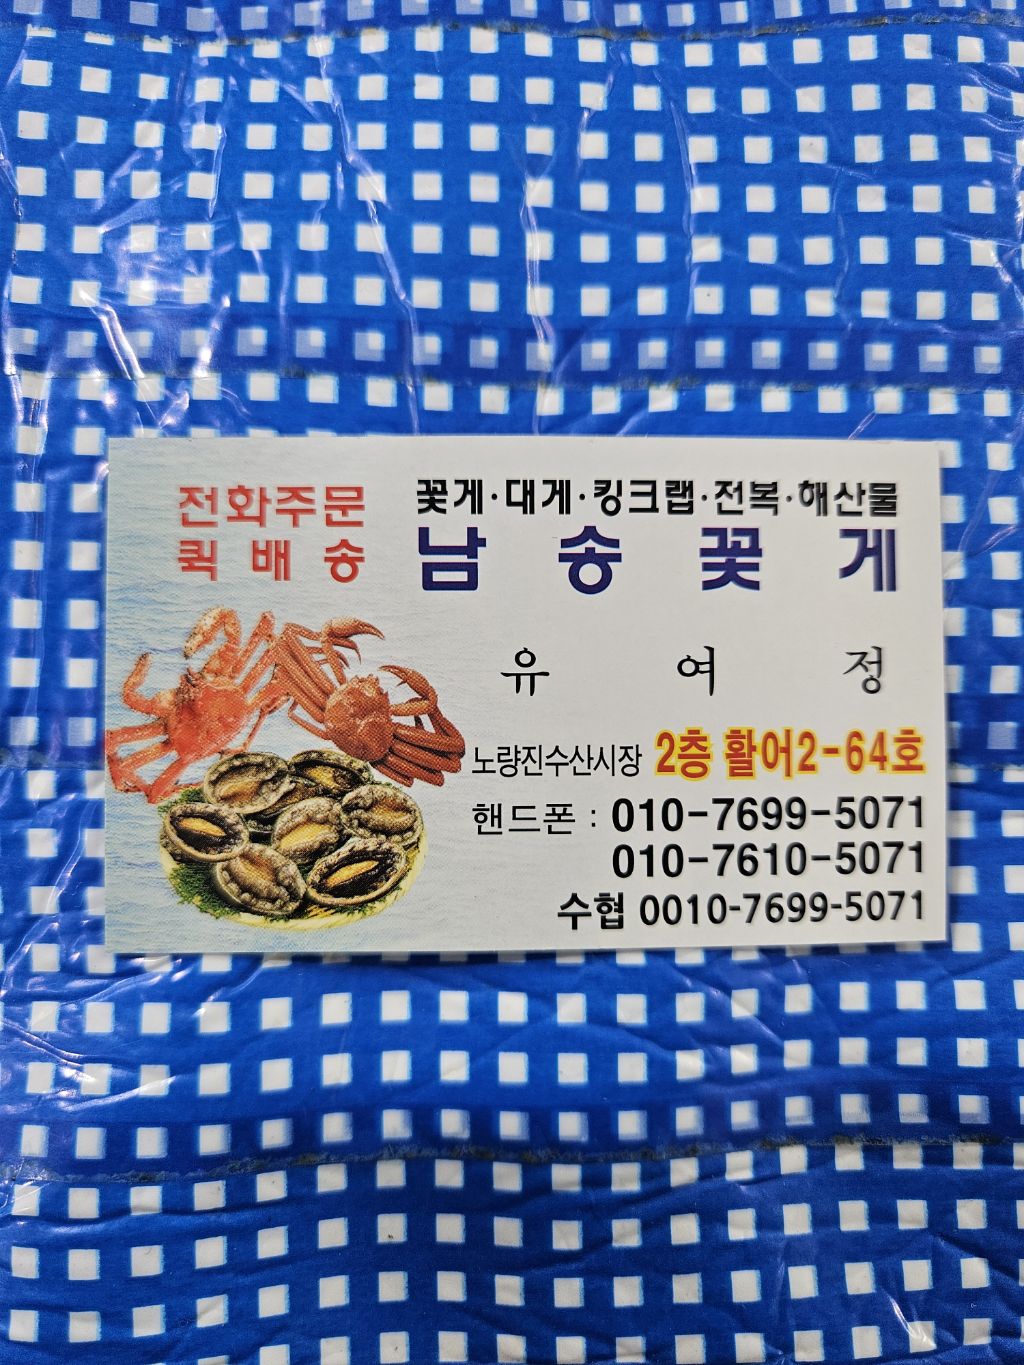 전화주문
퀵 배 송
꽃게·대게·킹크랩·전복·해산물
남 송 꽃 게
유 여 정
노량진수산시장 2층 활어2-64호
핸드폰 : 010-7699-5071
010-7610-5071
수협 0010-7699-5071